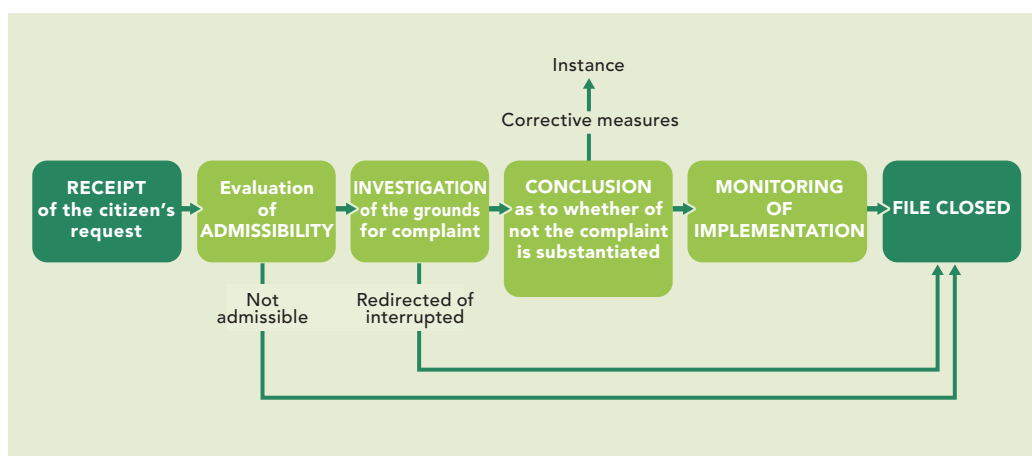 Instance
Corrective measures
RECEIPT
of the citizen's
request
Evaluation
of
ADMISSIBILITY
INVESTIGATION
of the grounds
for complaint
CONCLUSION
as to whether of
not the complaint
is substantiated
MONITORING
OF
IMPLEMENTATION
FILE CLOSED
Not
admissible
Redirected of
interrupted